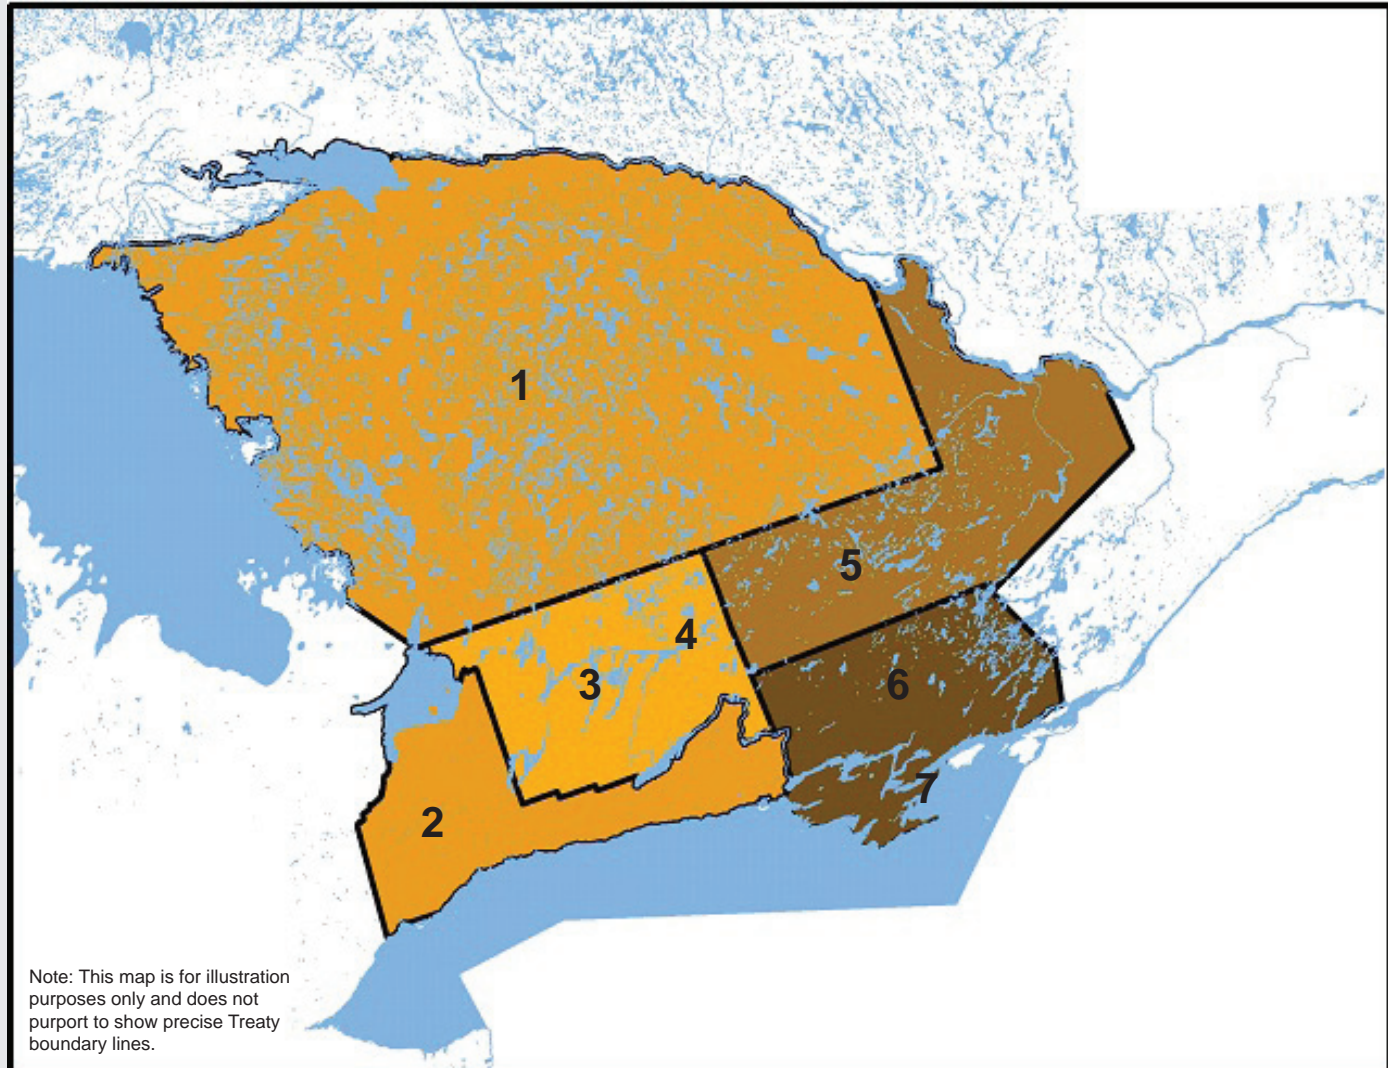 1
5
4
3
6
7
2
Note: This map is for illustration
purposes only and does not
purport to show precise Treaty
boundary lines.